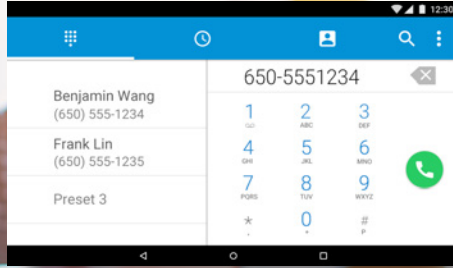 12:30
650-5551234
Benjamin Wang
(650) 555-1234
Frank Lin
(650) 555-1235
Preset 3
1 2 3
ABC DEF
4 5 6
GHI JKL MNO
7 8 9
PQRS TUV WXYZ
* 0 #
P